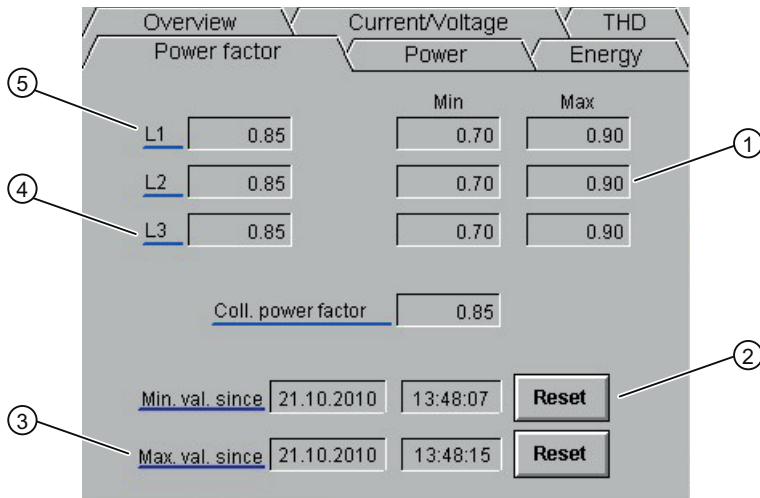 Overview Current/Voltage THD
Power factor Power Energy
Min Max
⑤
L1 0.85 0.70 0.90
①
L2 0.85 0.70 0.90
④
L3 0.85 0.70 0.90
Coll. power factor 0.85
②
Min. val. since 21.10.2010 13:48:07 Reset
③
Max. val. since 21.10.2010 13:48:15 Reset